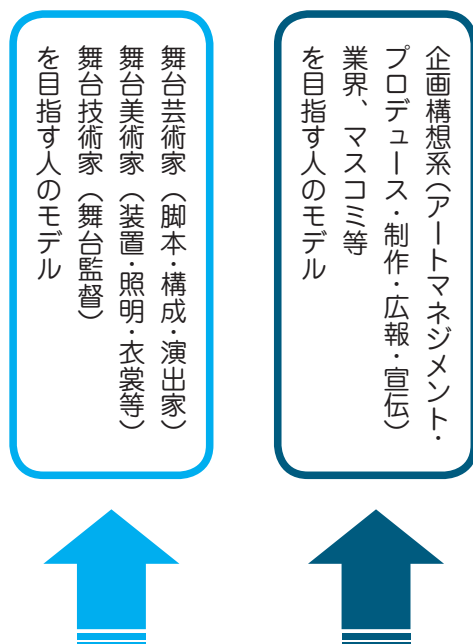 企画構想系(アートマネジメント・
プロデュース・制作・広報・宣伝)
業界、マスコミ等
を目指す人のモデル
舞台芸術家(脚本・構成・演出家)
舞台美術家(装置・照明・衣裳等)
舞台技術家(舞台監督)
を目指す人のモデル